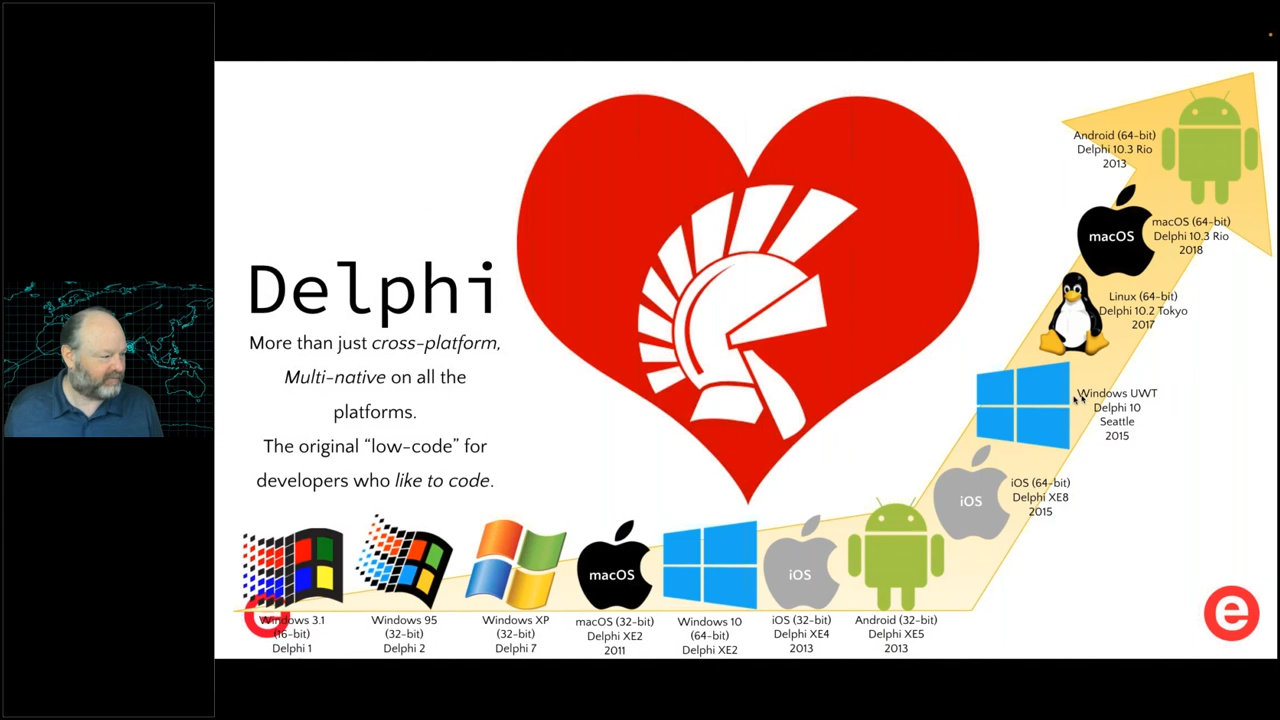 Delphi
More than just cross-platform,
Multi-native on all the
platforms.
The original “low-code” for
developers who like to code.
Windows 3.1
(16-bit)
Delphi 1
Windows 95
(32-bit)
Delphi 2
Windows XP
(32-bit)
Delphi 7
macOS
macOS (32-bit)
Delphi XE2
2011
Windows 10
(64-bit)
Delphi XE2
iOS
iOS (32-bit)
Delphi XE4
2013
Android (32-bit)
Delphi XE5
2013
iOS
iOS (64-bit)
Delphi XE8
2015
Windows UWT
Delphi 10
Seattle
2015
Linux (64-bit)
Delphi 10.2 Tokyo
2017
macOS
macOS (64-bit)
Delphi 10.3 Rio
2018
Android (64-bit)
Delphi 10.3 Rio
2013
e
e